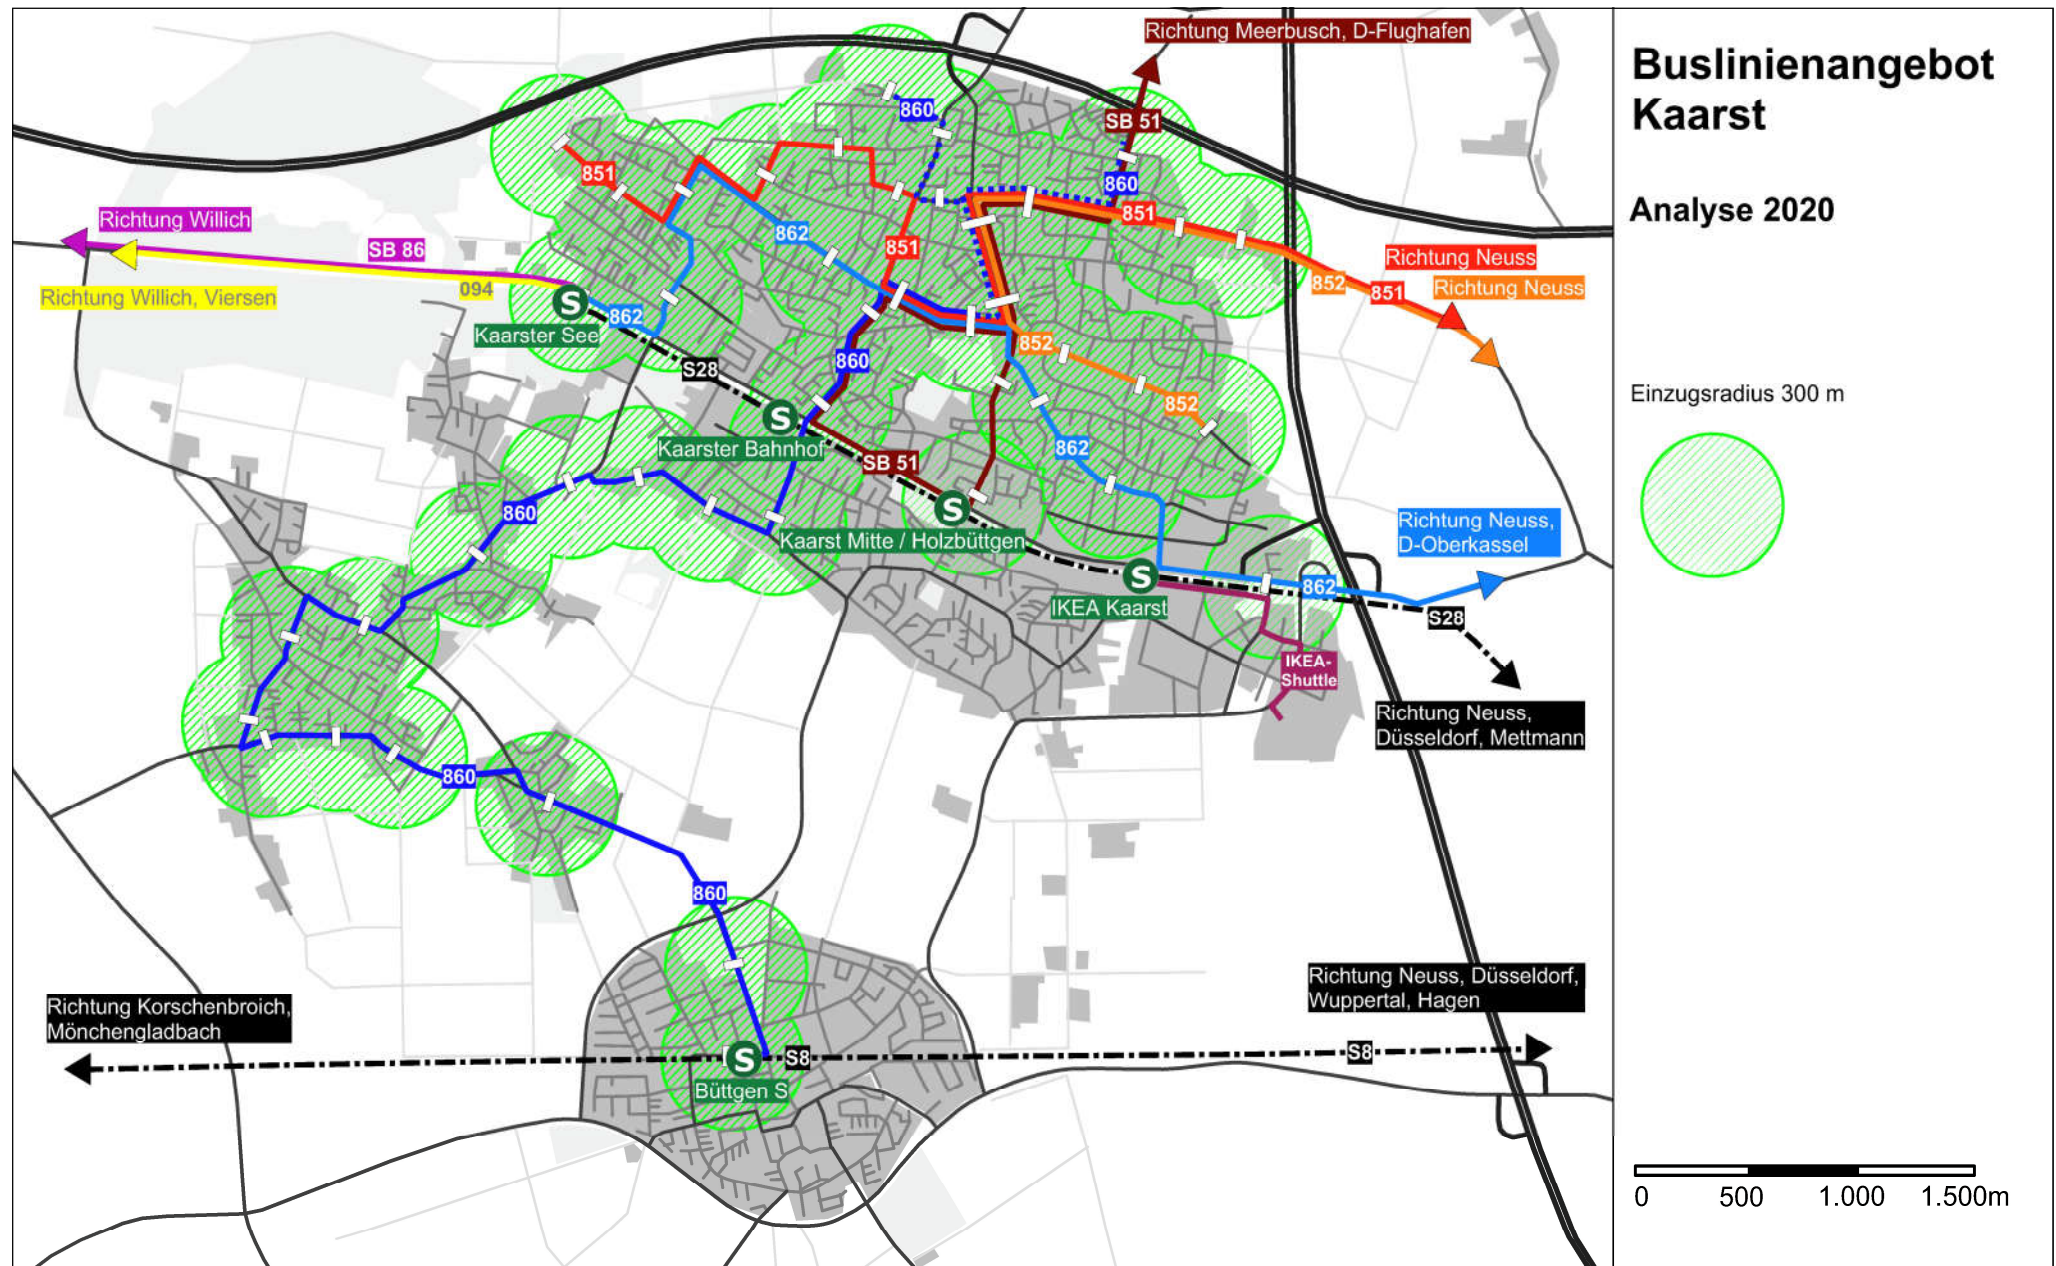 Richtung Meerbusch, D-Flughafen
Buslinienangebot
Kaarst
Analyse 2020
Einzugsradius 300 m
0 500 1.000 1.500m
860
SB 51
860
851
862
851
851
Richtung Willich
SB 86
Richtung Willich, Viersen
094
Richtung Neuss
852
851
Richtung Neuss
Kaarster See
862
S28
860
852
852
Kaarster Bahnhof
862
SB 51
860
Kaarst Mitte / Holzbüttgen
Richtung Neuss,
D-Oberkassel
IKEA Kaarst
862
S28
IKEA-
Shuttle
Richtung Neuss,
Düsseldorf, Mettmann
860
860
Richtung Korschenbroich,
Mönchengladbach
Richtung Neuss, Düsseldorf,
Wuppertal, Hagen
S8
S8
Büttgen S
S
S
S
S
S